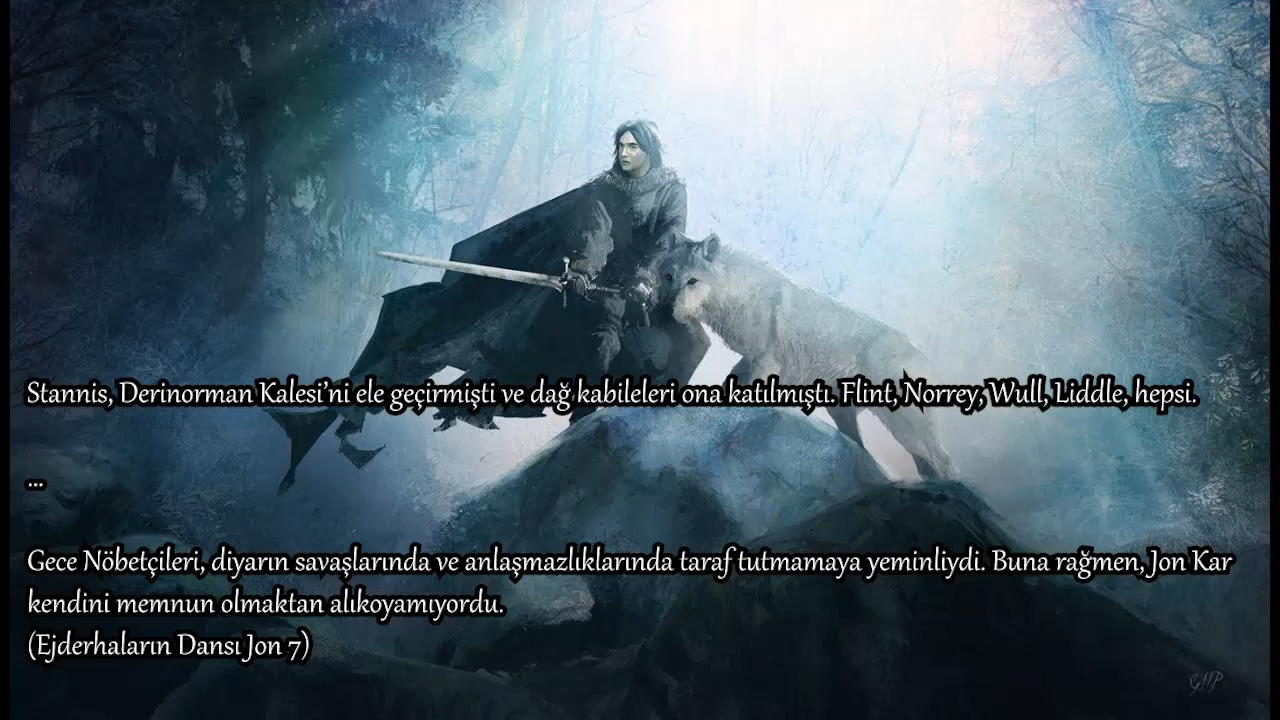 Stannis, Derinorman Kalesi’ni ele geçirmişti ve dağ kabileleri ona katılmıştı. Flint, Norrey, Wull, Liddle, hepsi.
...
Gece Nöbetçileri, diyarın savaşlarında ve anlaşmazlıklarında taraf tutmamaya yeminliydi. Buna rağmen, Jon Kar
kendini memnun olmaktan alıkoyamıyordu.
(Ejderhaların Dansı Jon 7)
GHP